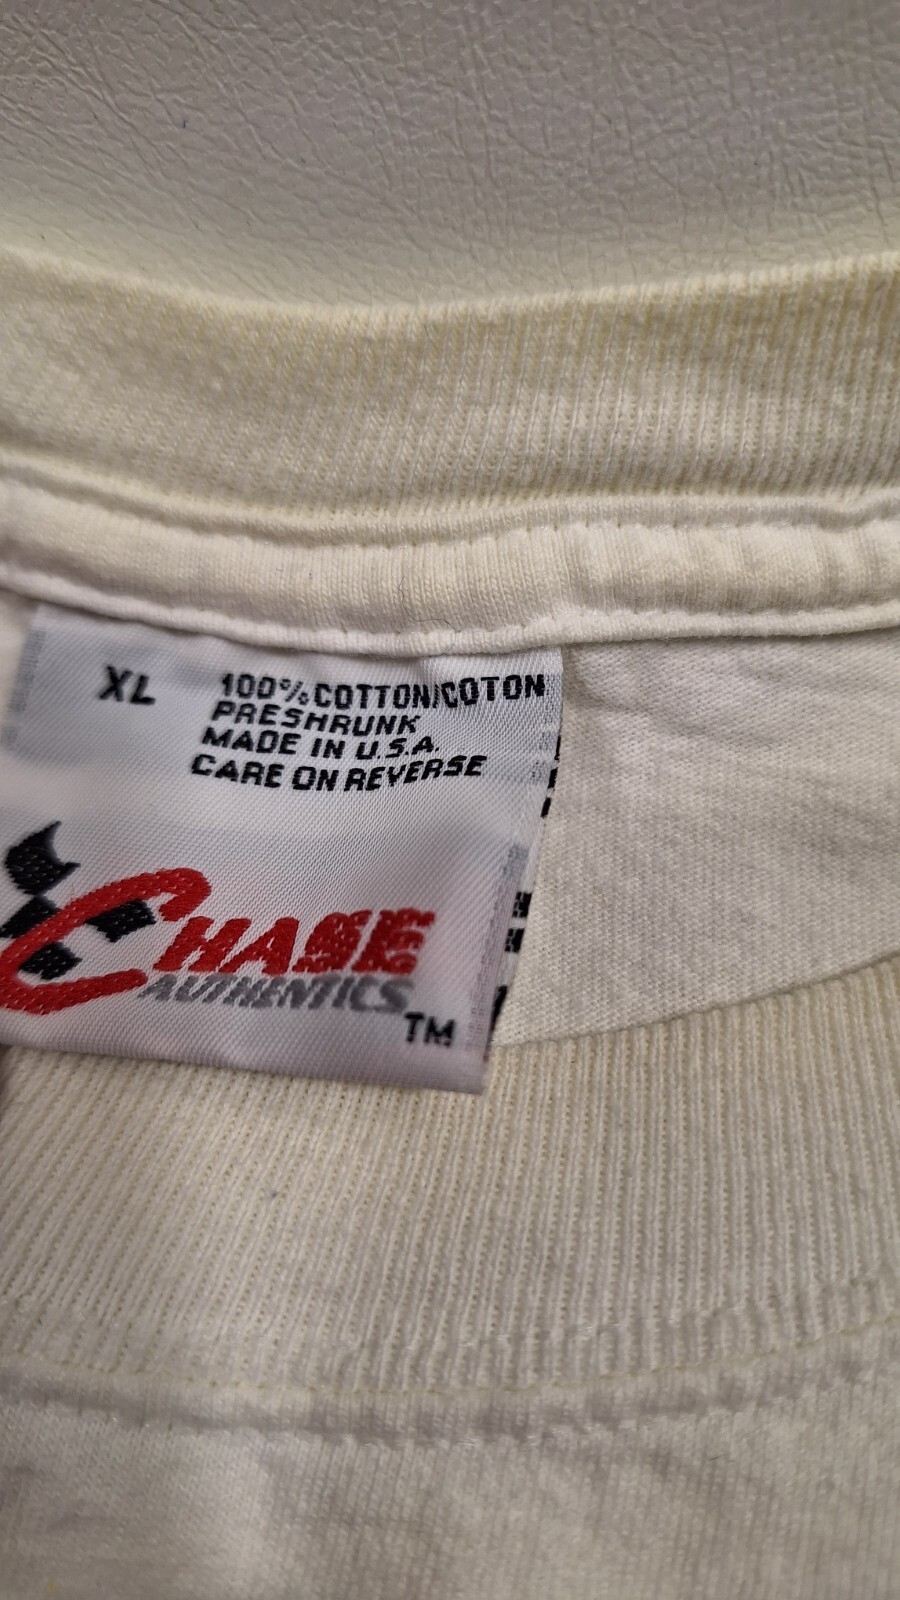 XL
100% COTTON/COTON
PRESHRUNK
MADE IN U.S.A.
CARE ON REVERSE
CHASE
AUTHENTICS
TM